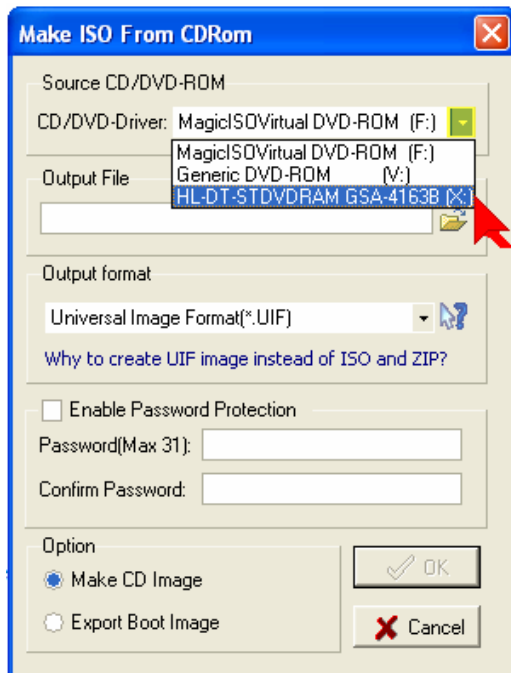 Make ISO From CDRom
Source CD/DVD-ROM
CD/DVD-Driver: MagicISOVirtual DVD-ROM (F:)
MagicISOVirtual DVD-ROM (F:)
Generic DVD-ROM (V:)
HL-DT-STDVDRAM GSA-4163B (X:)
Output File
Output format
Universal Image Format(*.UIF)
Why to create UIF image instead of ISO and ZIP?
Enable Password Protection
Password(Max 31):
Confirm Password:
Option
Make CD Image
OK
Export Boot Image
Cancel